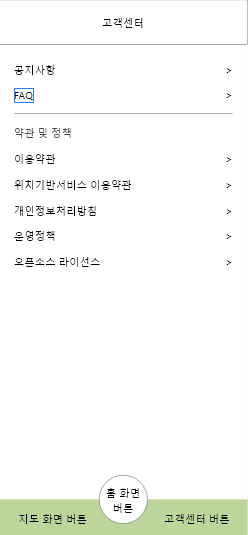 고객센터
공지사항 >
FAQ >
약관 및 정책
이용약관 >
위치기반서비스 이용약관 >
개인정보처리방침 >
운영정책 >
오픈소스 라이선스 >
홈 화면
버튼
지도 화면 버튼
고객센터 버튼